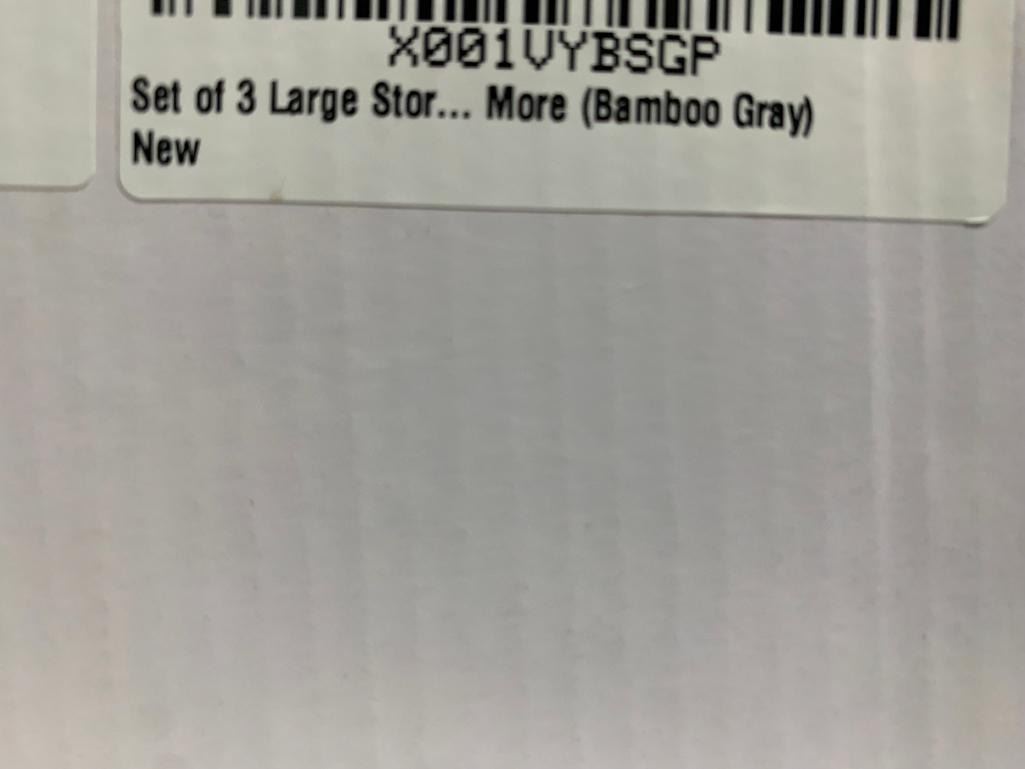 X001VYBSGP
Set of 3 Large Stor... More (Bamboo Gray)
New